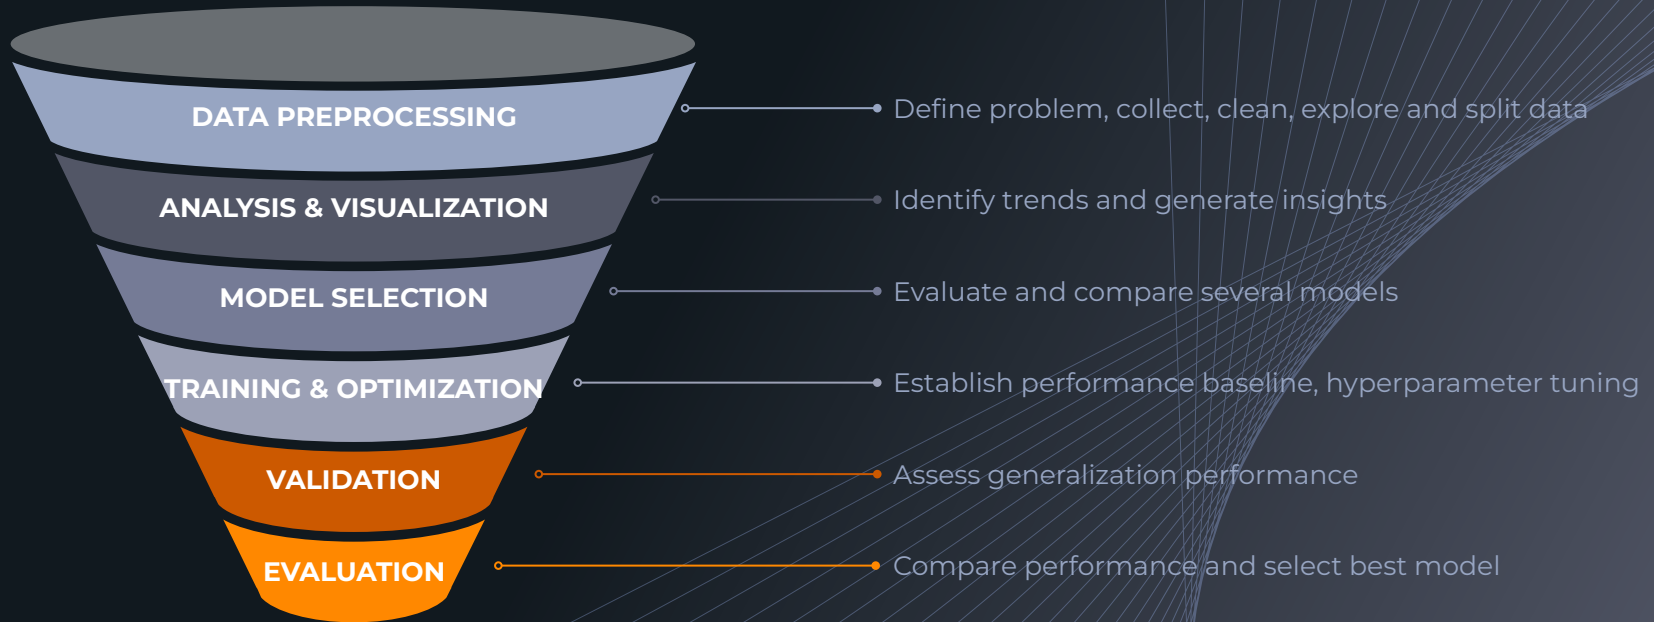 DATA PREPROCESSING
Define problem, collect, clean, explore and split data
ANALYSIS & VISUALIZATION
Identify trends and generate insights
MODEL SELECTION
Evaluate and compare several models
TRAINING & OPTIMIZATION
Establish performance baseline, hyperparameter tuning
VALIDATION
Assess generalization performance
EVALUATION
Compare performance and select best model